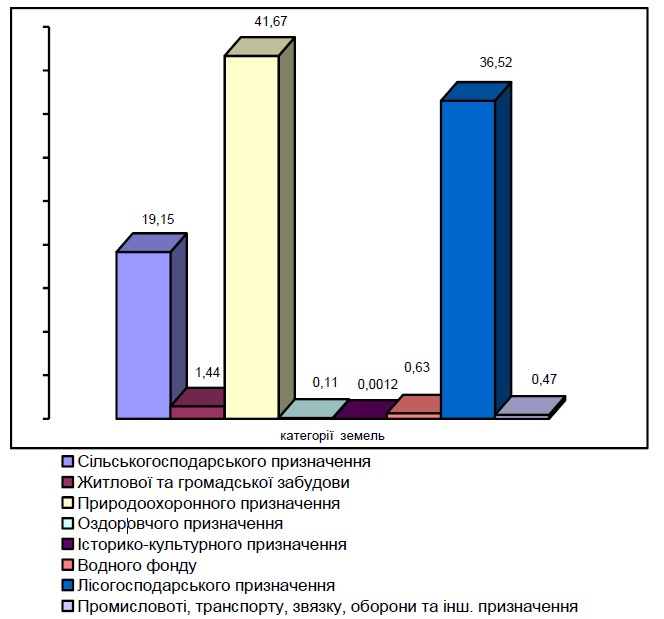 41,67
36,52
19,15
1,44
0,11
0,0012
0,63
0,47
категорії земель
Сільськогосподарського призначення
Житлової та громадської забудови
Природоохоронного призначення
Оздоровчого призначення
Історико-культурного призначення
Водного фонду
Лісогосподарського призначення
Промисловоті, транспорту, звязку, оборони та інш. призначення